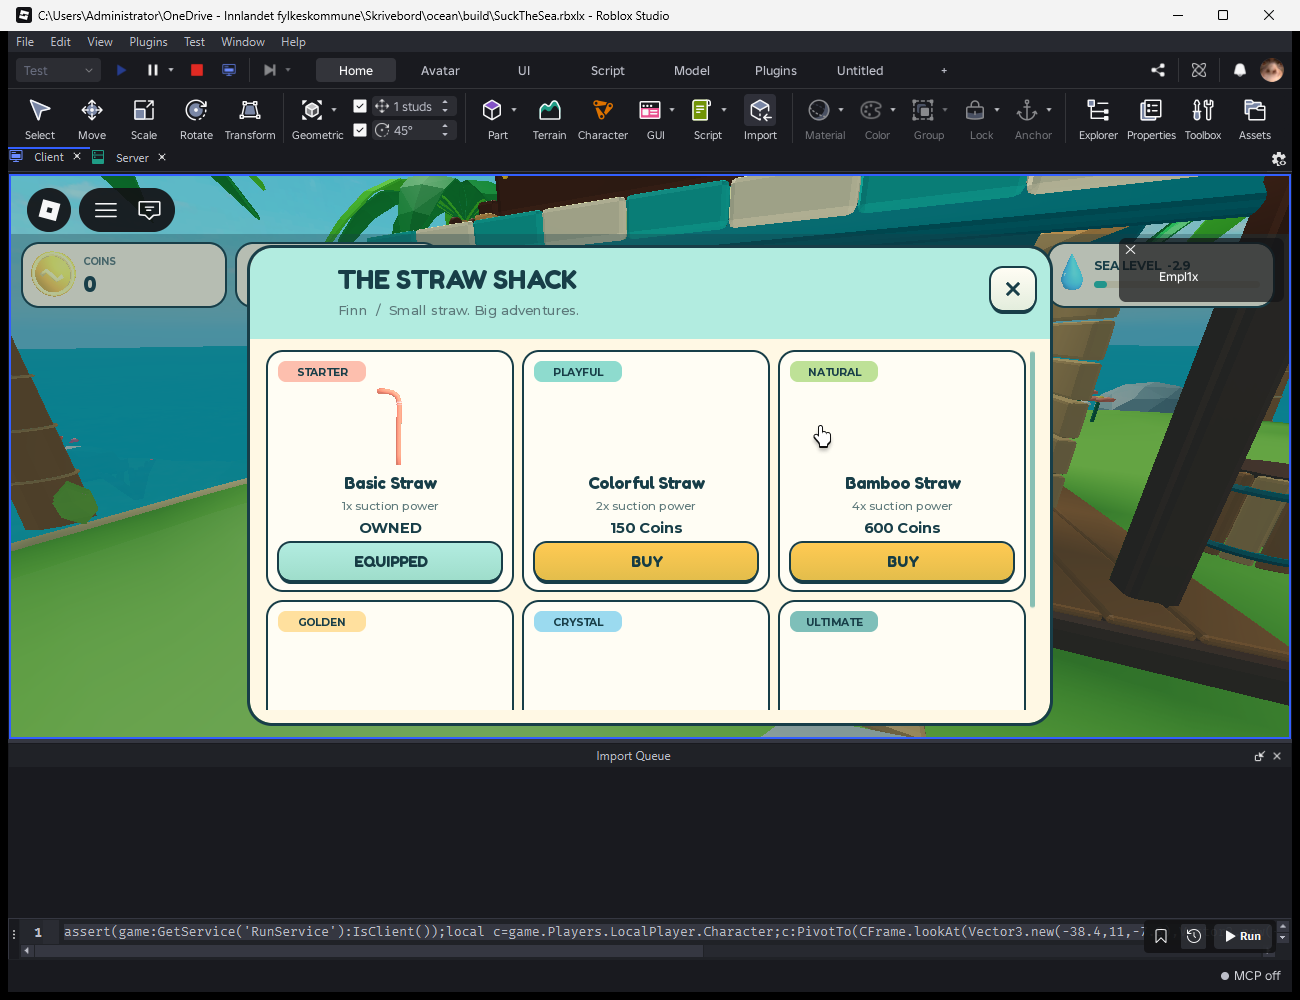 C:\Users\Administrator\OneDrive - Innlandet fylkeskommune\Skrivebord\ocean\build\SuckTheSea.rbxlx - Roblox Studio
File Edit View Plugins Test Window Help
Test Home Avatar UI Script Model Plugins Untitled +
1 studs
45°
Select Move Scale Rotate Transform Geometric Part Terrain Character GUI Script Import Material Color Group Lock Anchor Explorer Properties Toolbox Assets
Client Server
COINS
0
SEA LEVEL -2.9
Empl1x
THE STRAW SHACK
Finn / Small straw. Big adventures.
STARTER PLAYFUL NATURAL
Basic Straw Colorful Straw Bamboo Straw
1x suction power 2x suction power 4x suction power
OWNED 150 Coins 600 Coins
EQUIPPED BUY BUY
GOLDEN CRYSTAL ULTIMATE
Import Queue
1 assert(game:GetService('RunService'):IsClient());local c=game.Players.LocalPlayer.Character;c:PivotTo(CFrame.lookAt(Vector3.new(-38.4,11,-7
Run
MCP off